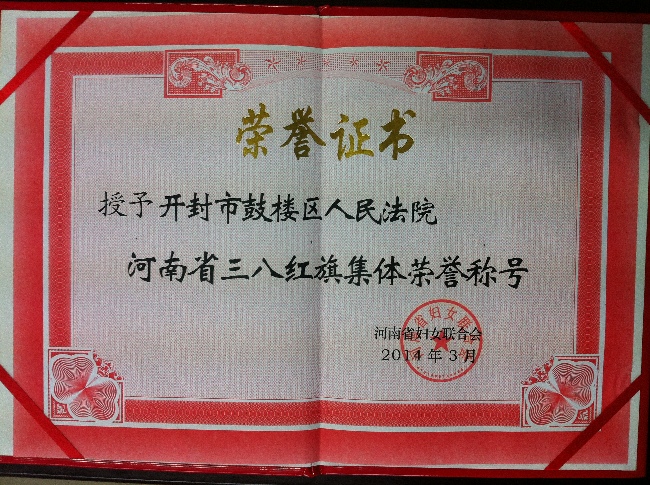 荣誉证书
授予开封市鼓楼区人民法院
河南省三八红旗集体荣誉称号
河南省妇女联合会
2014年3月